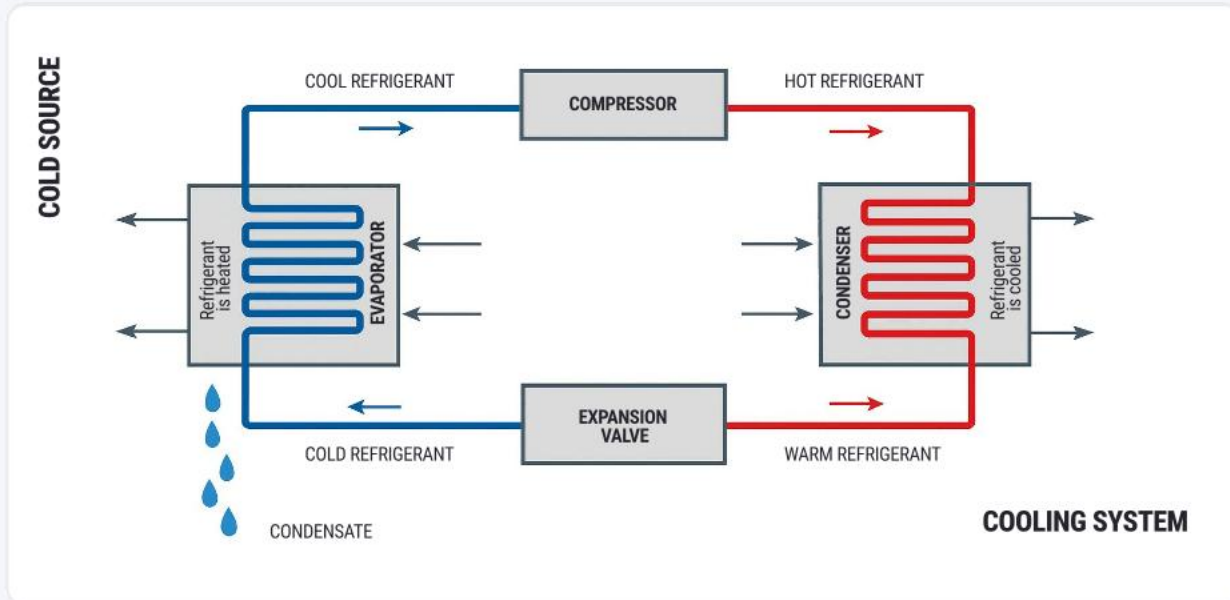 COLD SOURCE
COOL REFRIGERANT
COMPRESSOR
HOT REFRIGERANT
Refrigerant
is heated
EVAPORATOR
CONDENSER
Refrigerant
is cooled
EXPANSION
VALVE
COLD REFRIGERANT
WARM REFRIGERANT
CONDENSATE
COOLING SYSTEM